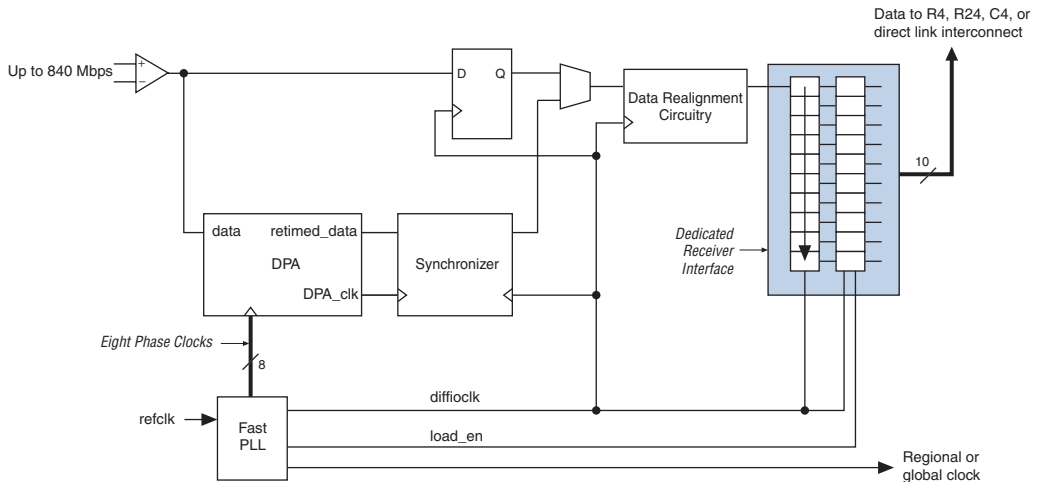 Data to R4, R24, C4, or
direct link interconnect
Up to 840 Mbps
+
–
D Q
Data Realignment
Circuitry
10
data retimed_data
DPA
DPA_clk
Synchronizer
Dedicated
Receiver
Interface
Eight Phase Clocks
8
diffioclk
refclk
Fast
PLL
load_en
Regional or
global clock